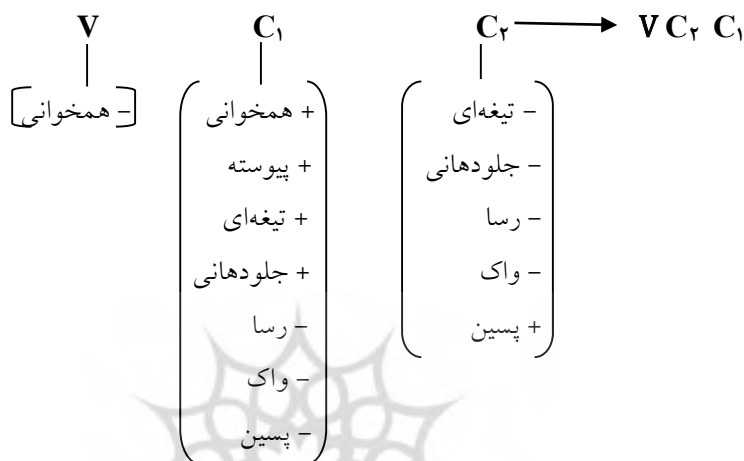 V C₁ C₂ → V C₂ C₁
[– همخوانی] + همخوانی – تیغه‌ای
+ پیوسته – جلودهانی
+ تیغه‌ای – رسا
+ جلودهانی – واک
– رسا + پسین
– واک
– پسین